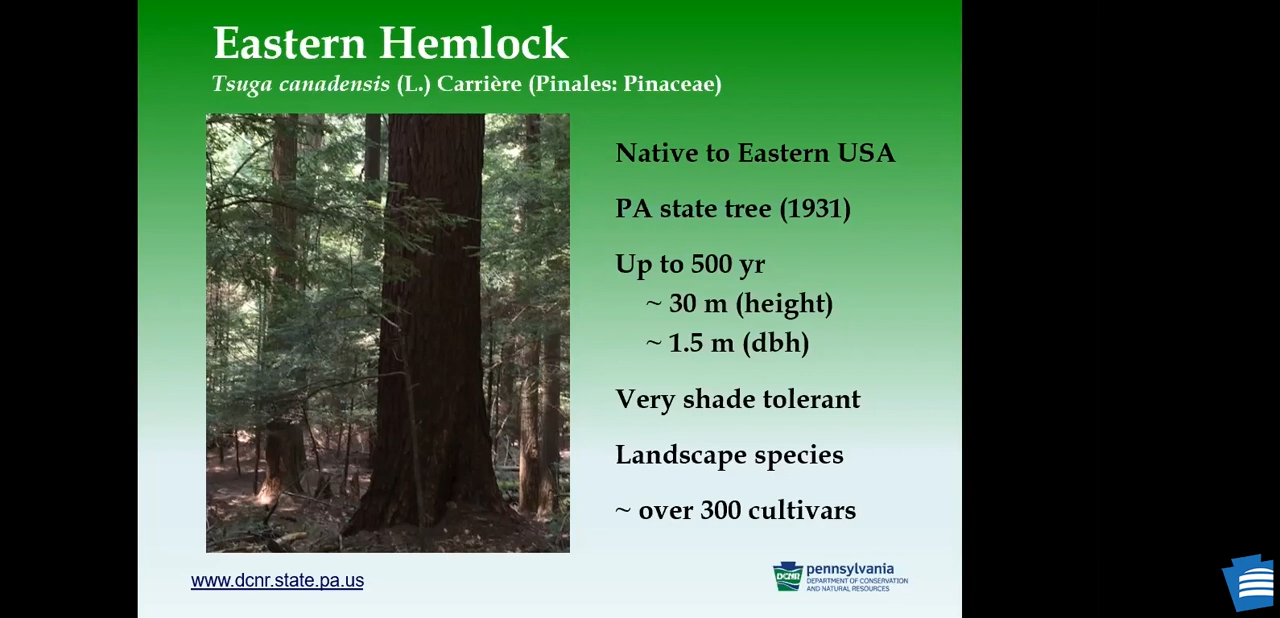 Eastern Hemlock
Tsuga canadensis (L.) Carrière (Pinales: Pinaceae)
Native to Eastern USA
PA state tree (1931)
Up to 500 yr
~ 30 m (height)
~ 1.5 m (dbh)
Very shade tolerant
Landscape species
~ over 300 cultivars
www.dcnr.state.pa.us
DCNR
pennsylvania
DEPARTMENT OF CONSERVATION
AND NATURAL RESOURCES